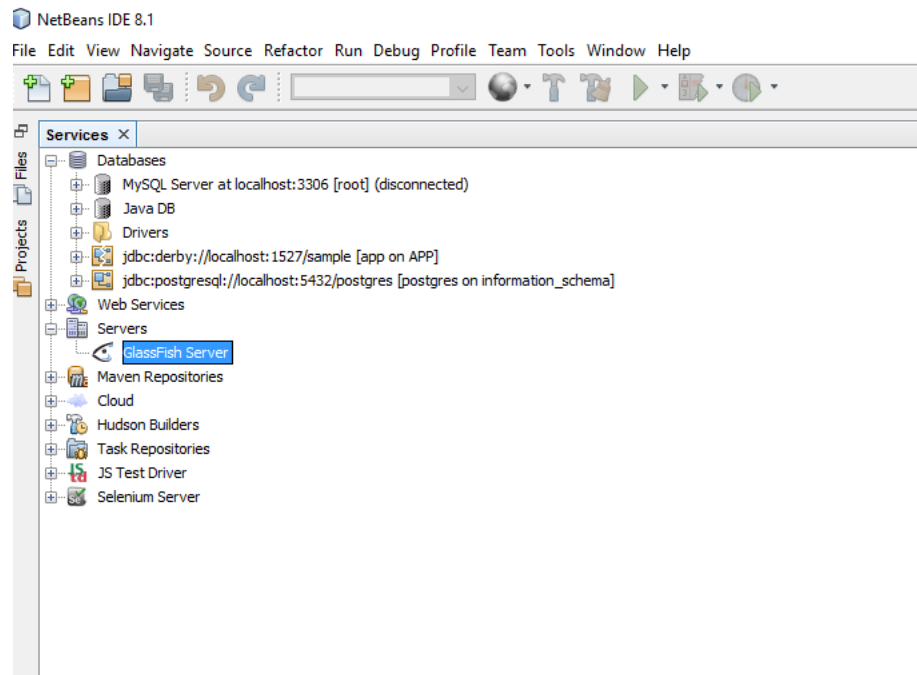 NetBeans IDE 8.1
File Edit View Navigate Source Refactor Run Debug Profile Team Tools Window Help
Services
Files
Projects
Databases
MySQL Server at localhost:3306 [root] (disconnected)
Java DB
Drivers
jdbc:derby://localhost:1527/sample [app on APP]
jdbc:postgresql://localhost:5432/postgres [postgres on information_schema]
Web Services
Servers
GlassFish Server
Maven Repositories
Cloud
Hudson Builders
Task Repositories
JS Test Driver
Selenium Server